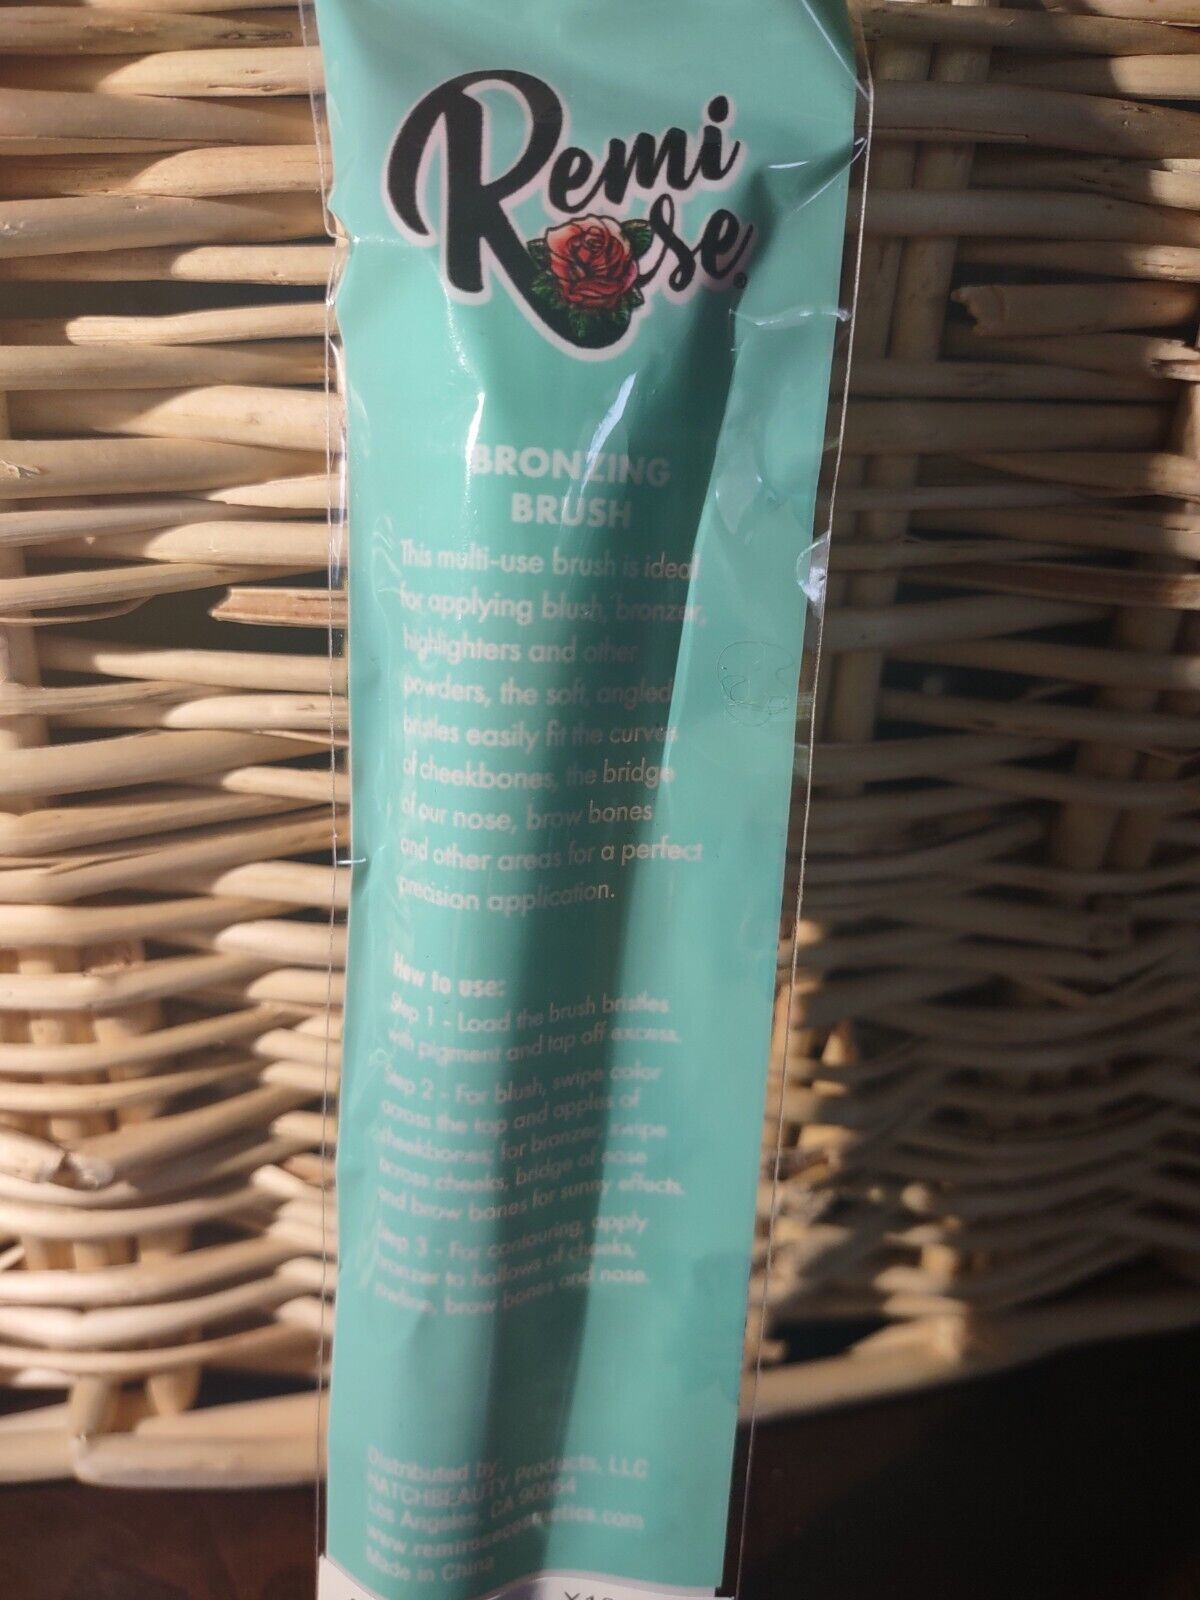 Remi
Rose
BRONZING
BRUSH
This multi-use brush is ideal
for applying blush, bronzer,
highlighters and other
powders, the soft, angled
bristles easily fit the curves
of cheekbones, the bridge
of our nose, brow bones
and other areas for a perfect
precision application.
How to use:
Step 1 - Load the brush bristles
with pigment and tap off excess.
Step 2 - For blush, swipe color
across the top and apples of
cheekbones; for bronzer, swipe
across cheeks, bridge of nose
and brow bones for sunny effects.
Step 3 - For contouring, apply
bronzer to hollows of cheeks,
jawline, brow bones and nose.
Distributed by:
HATCHBEAUTY Products, LLC
Los Angeles, CA 90064
www.remirosecosmetics.com
Made in China